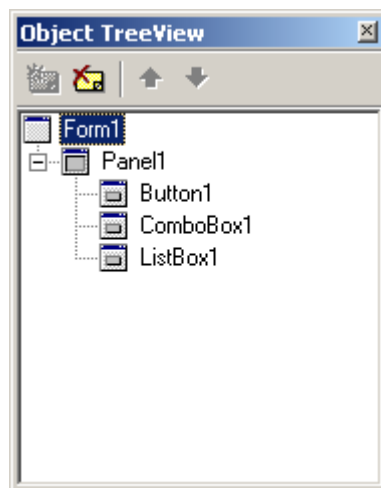 Object TreeView
Form1
Panel1
Button1
ComboBox1
ListBox1